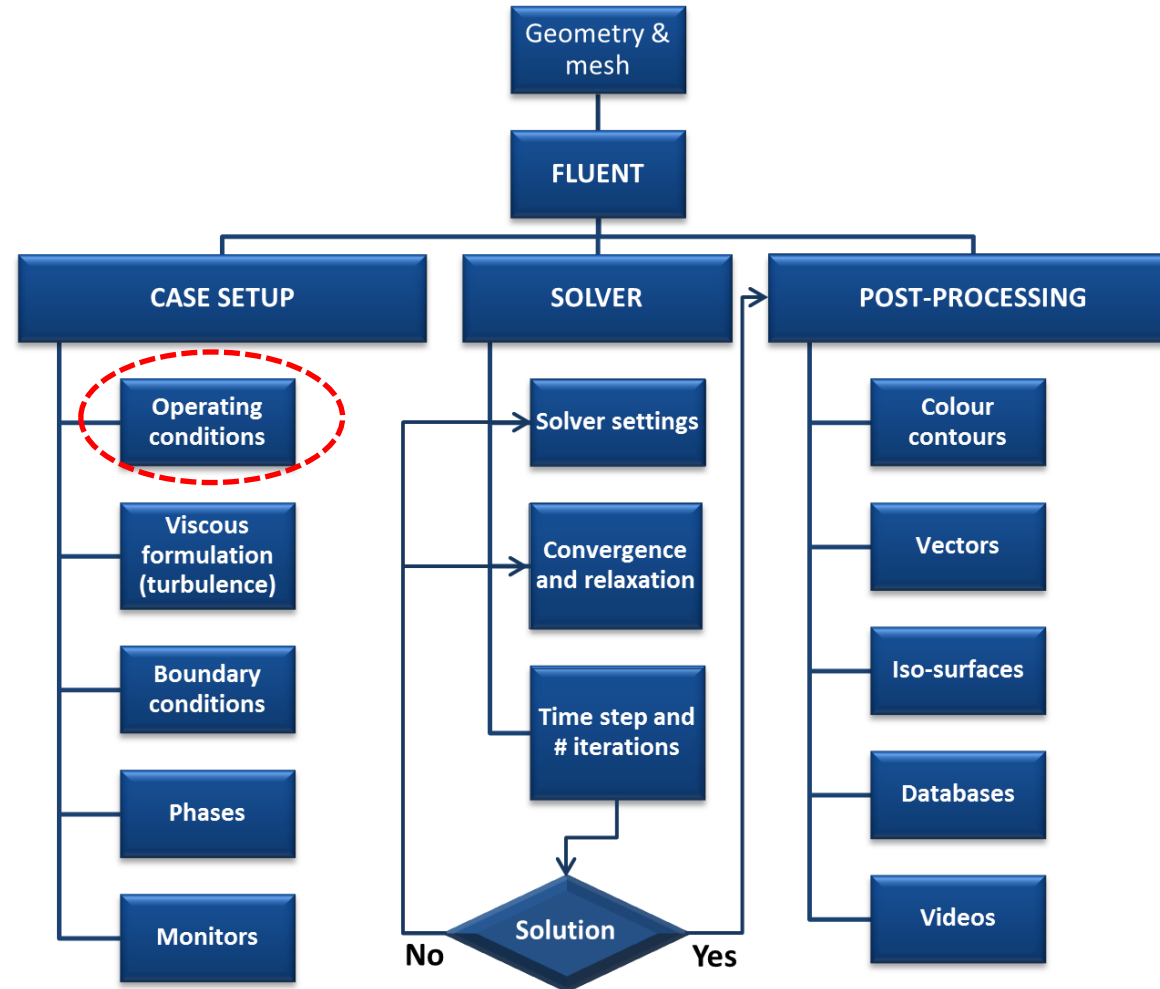 Geometry &
mesh
FLUENT
CASE SETUP
Operating
conditions
Viscous
formulation
(turbulence)
Boundary
conditions
Phases
Monitors
SOLVER
Solver settings
Convergence
and relaxation
Time step and
# iterations
Solution
No
Yes
POST-PROCESSING
Colour
contours
Vectors
Iso-surfaces
Databases
Videos